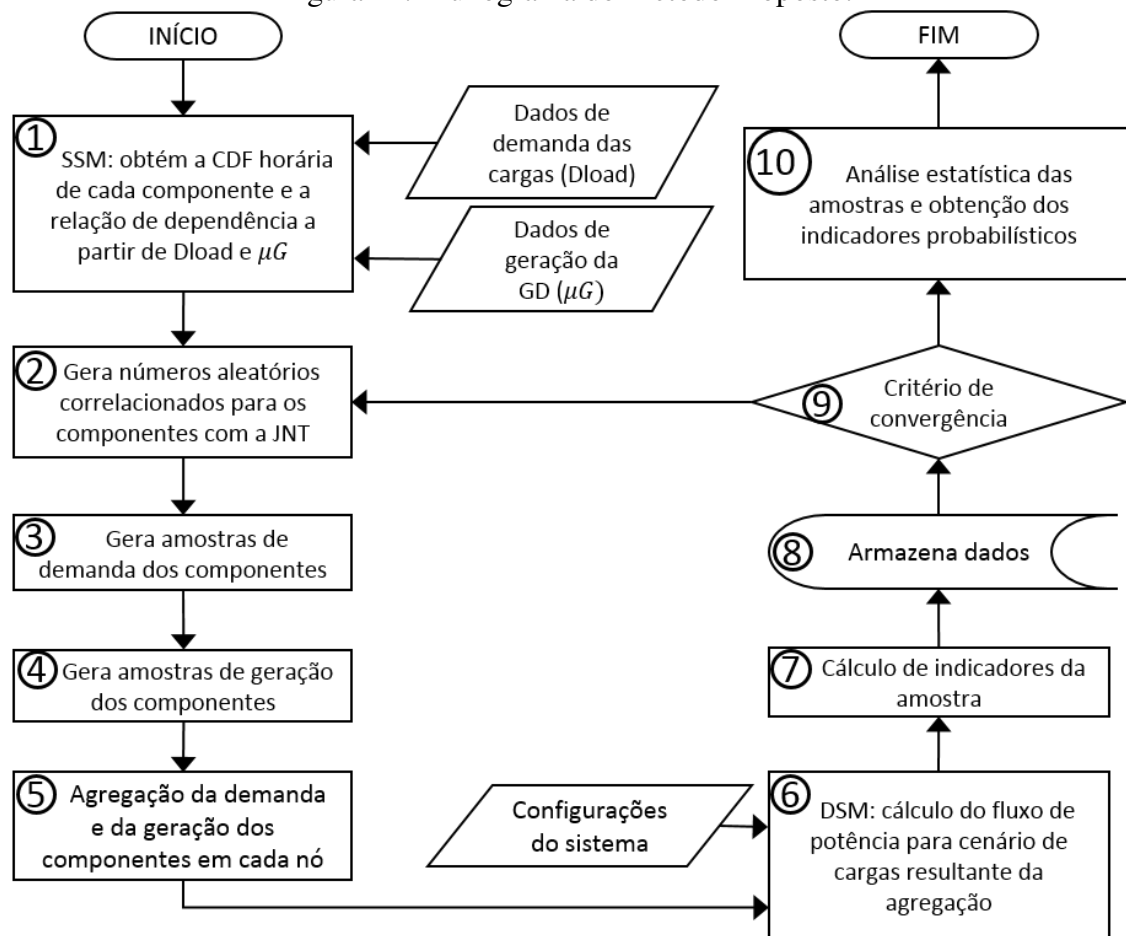 INÍCIO
FIM
1
SSM: obtém a CDF horária
de cada componente e a
relação de dependência a
partir de Dload e μG
Dados de
demanda das
cargas (Dload)
Dados de
geração da
GD (μG)
10
Análise estatística das
amostras e obtenção dos
indicadores probabilísticos
2
Gera números aleatórios
correlacionados para os
componentes com a JNT
9
Critério de
convergência
3
Gera amostras de
demanda dos componentes
8
Armazena dados
4
Gera amostras de geração
dos componentes
7
Cálculo de indicadores da
amostra
5
Agregação da demanda
e da geração dos
componentes em cada nó
Configurações
do sistema
6
DSM: cálculo do fluxo de
potência para cenário de
cargas resultante da
agregação